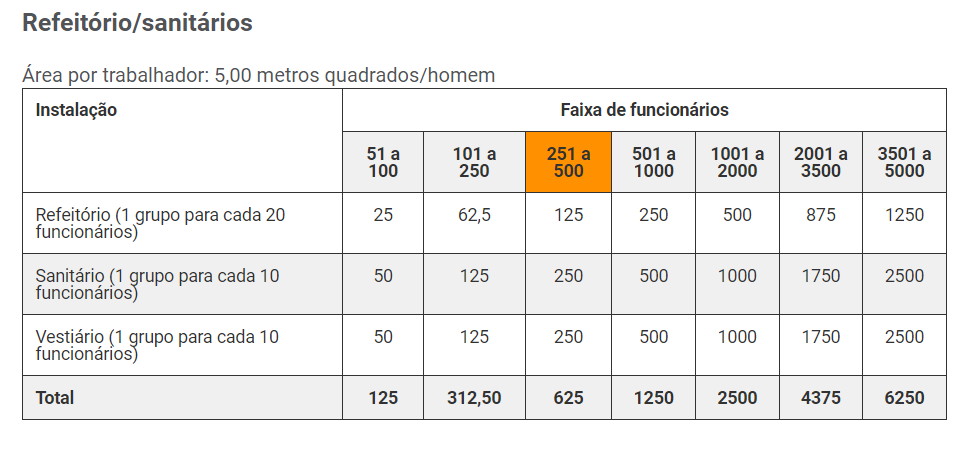 Refeitório/sanitários
Área por trabalhador: 5,00 metros quadrados/homem
Instalação Faixa de funcionários
51 a 101 a 251 a 501 a 1001 a 2001 a 3501 a
100 250 500 1000 2000 3500 5000
Refeitório (1 grupo para cada 20 25 62,5 125 250 500 875 1250
funcionários)
Sanitário (1 grupo para cada 10 50 125 250 500 1000 1750 2500
funcionários)
Vestiário (1 grupo para cada 10 50 125 250 500 1000 1750 2500
funcionários)
Total 125 312,50 625 1250 2500 4375 6250